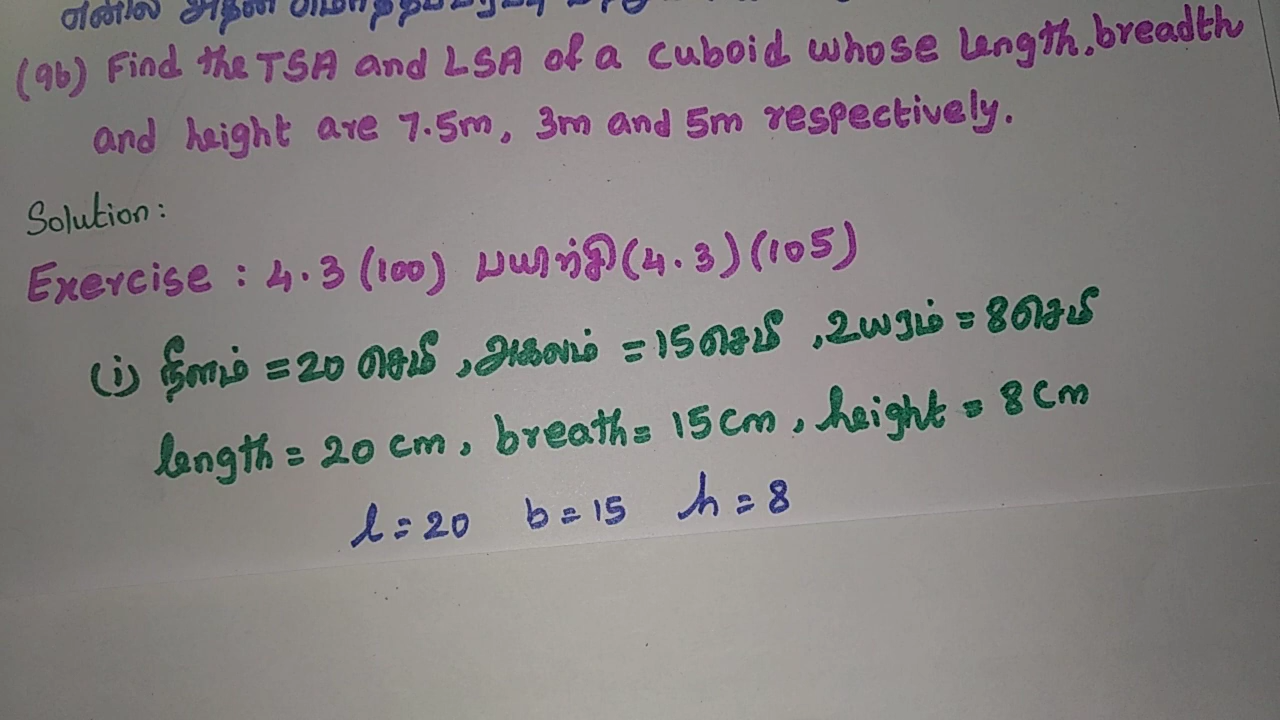 என்ல் அதன்
(96) Find the TSA and LSA of a cuboid whose length, breadth
and height are 7.5m, 3m and 5m respectively.
Solution:
Exercise : 4.3 (100) பயிற்சி (4.3) (105)
(i) நீளம் = 20 செமீ , அகலம் = 15 செமீ , உயரம் = 8 செமீ
length = 20 cm, breath = 15 cm, height = 8 cm
l = 20 b = 15 h = 8